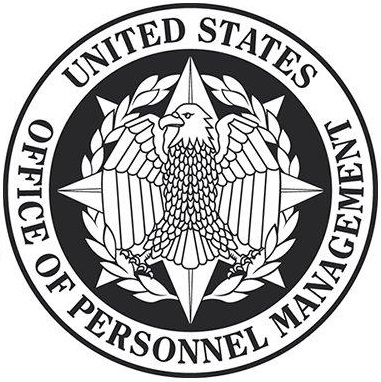 UNITED STATES
OFFICE OF PERSONNEL MANAGEMENT